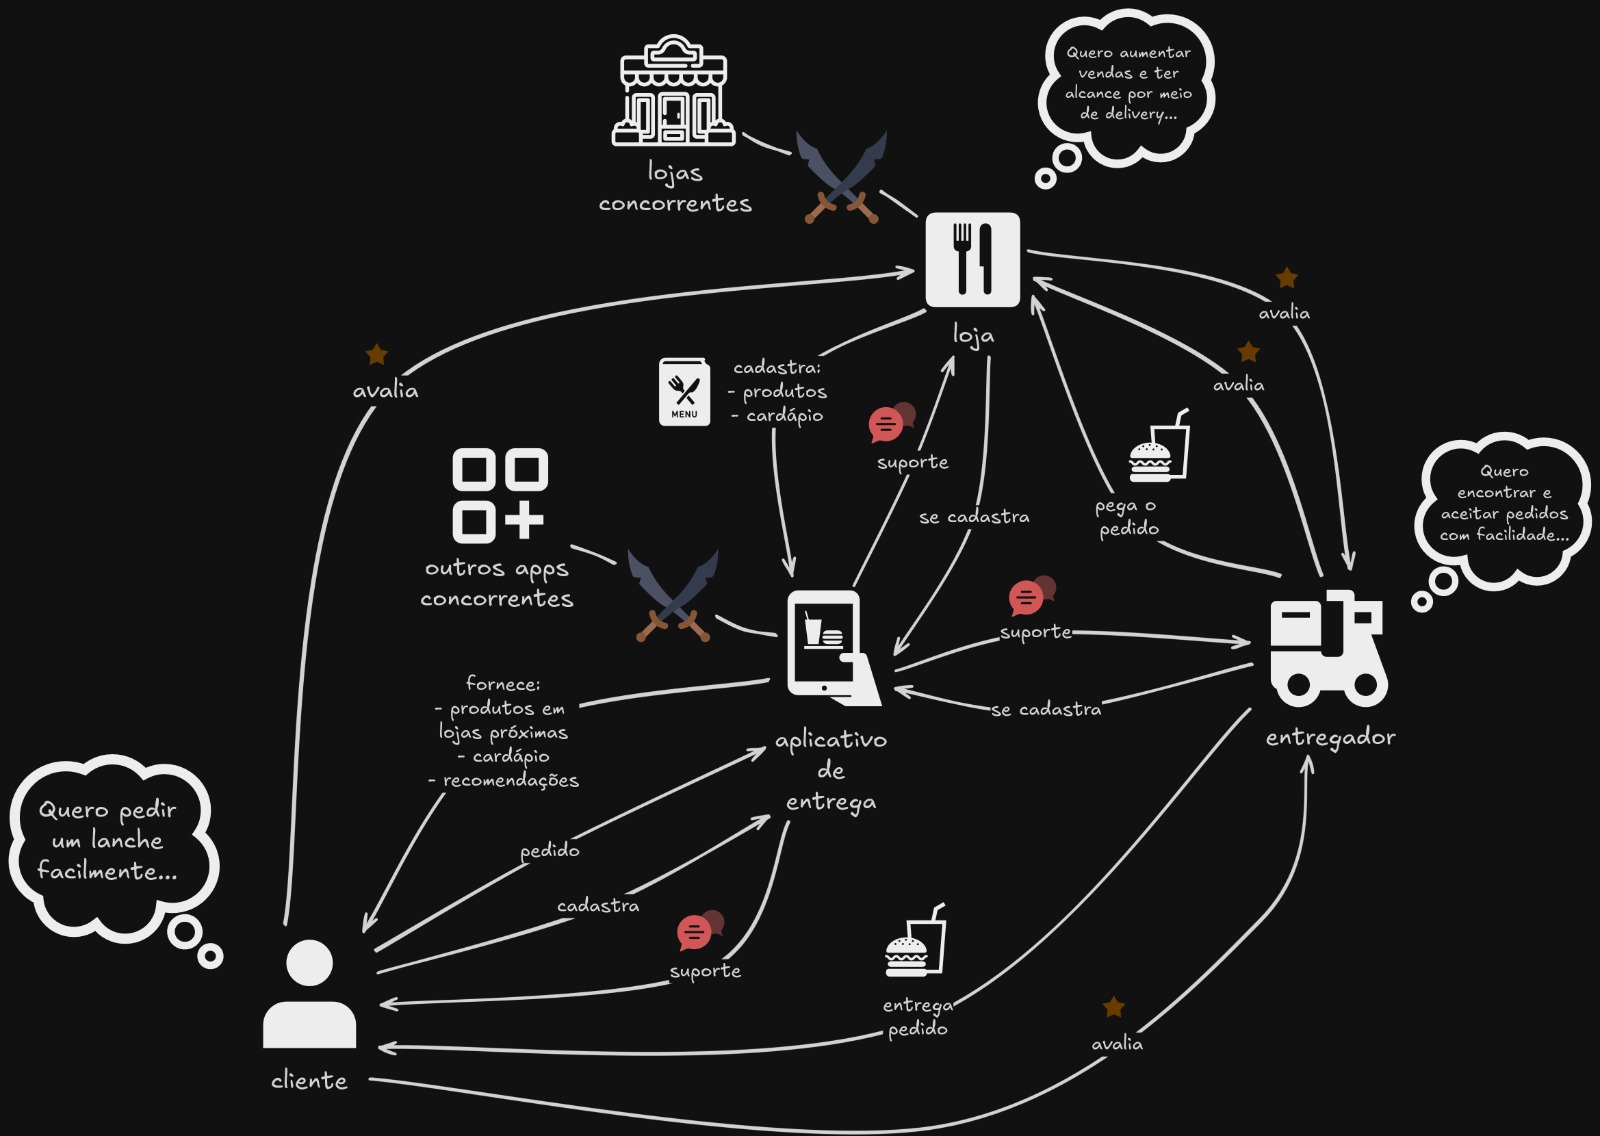 Quero aumentar
vendas e ter
alcance por meio
de delivery...
lojas
concorrentes
loja
avalia
avalia
avalia
cadastra:
- produtos
- cardápio
MENU
suporte
se cadastra
pega o
pedido
Quero
encontrar e
aceitar pedidos
com facilidade...
outros apps
concorrentes
suporte
se cadastra
entregador
fornece:
- produtos em
lojas próximas
- cardápio
- recomendações
aplicativo
de
entrega
Quero pedir
um lanche
facilmente...
pedido
cadastra
suporte
entrega
pedido
avalia
cliente